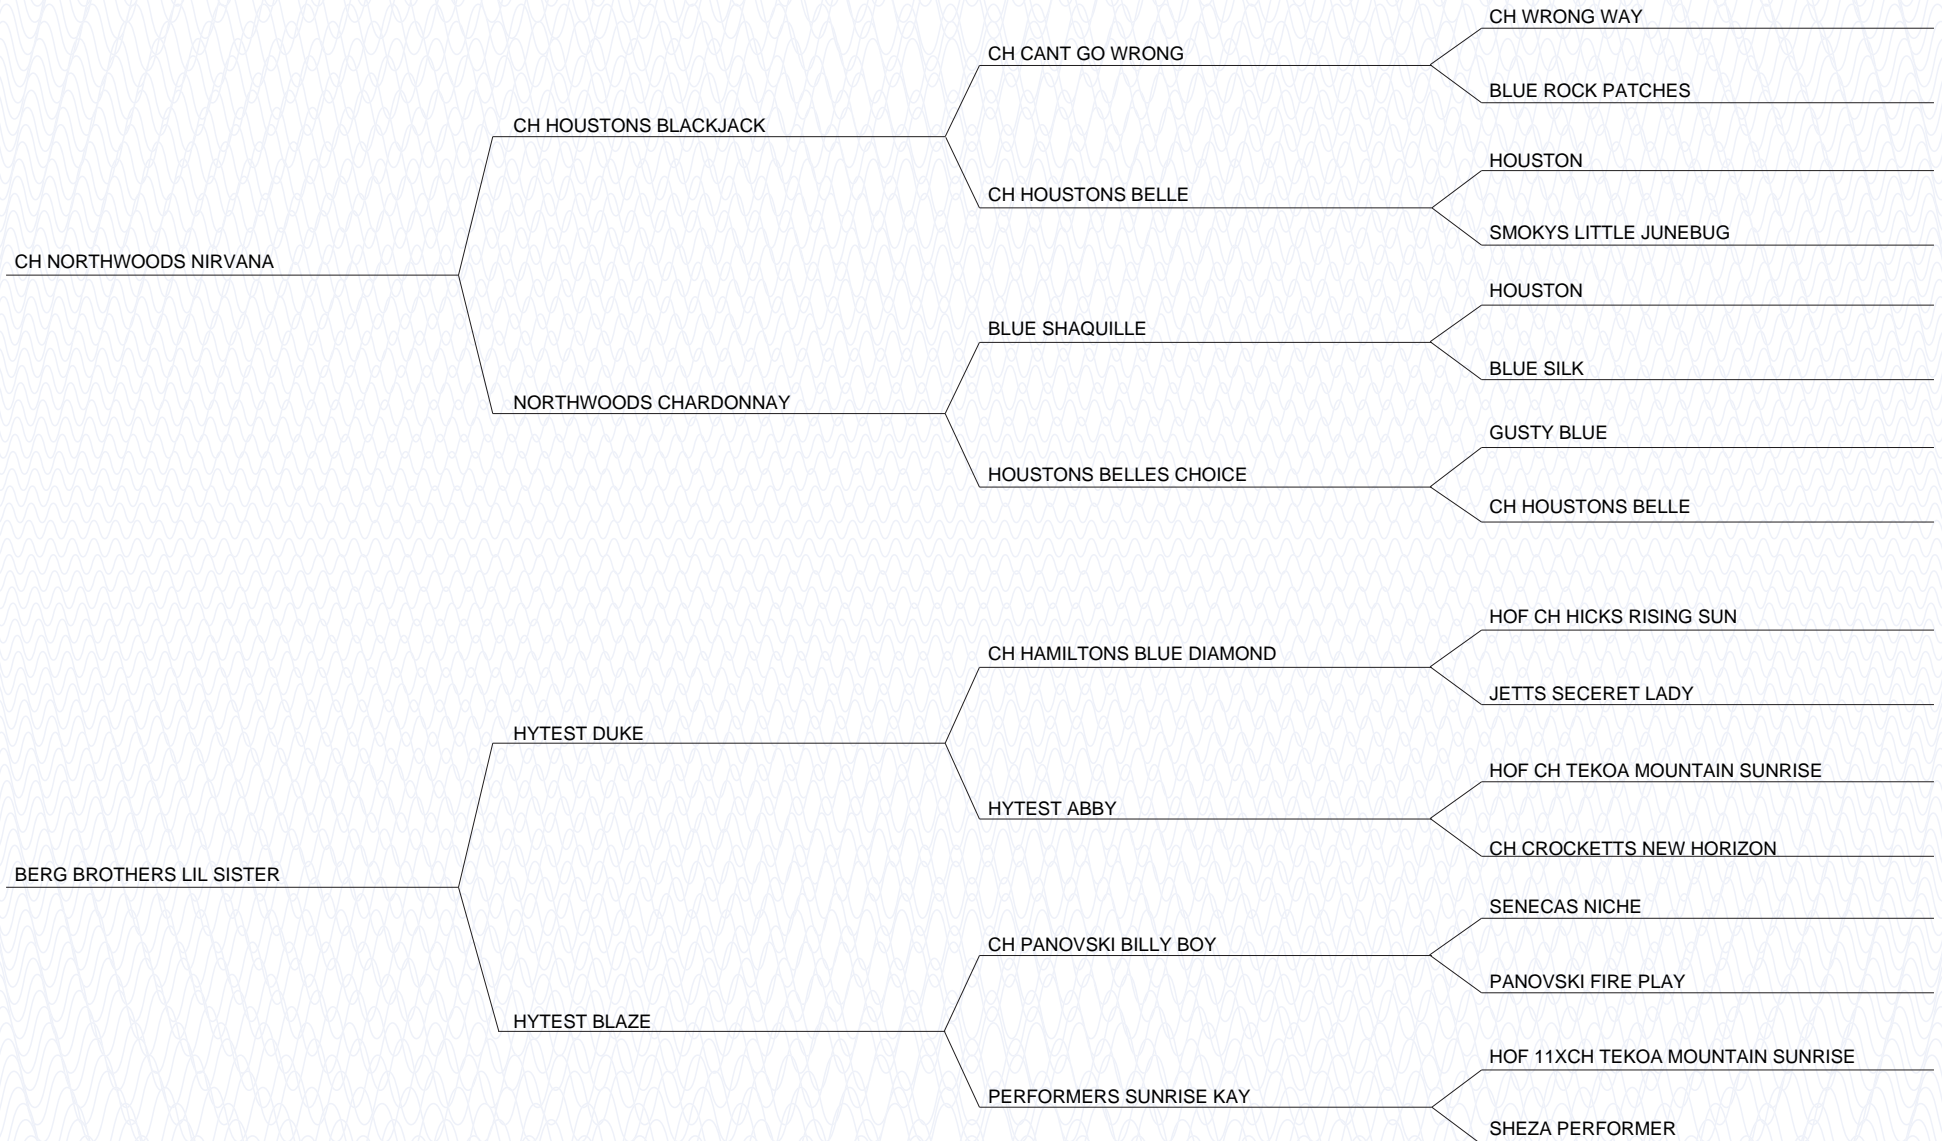 CH WRONG WAY
CH CANT GO WRONG
BLUE ROCK PATCHES
CH HOUSTONS BLACKJACK
HOUSTON
CH HOUSTONS BELLE
SMOKYS LITTLE JUNEBUG
CH NORTHWOODS NIRVANA
HOUSTON
BLUE SHAQUILLE
BLUE SILK
NORTHWOODS CHARDONNAY
GUSTY BLUE
HOUSTONS BELLES CHOICE
CH HOUSTONS BELLE
HOF CH HICKS RISING SUN
CH HAMILTONS BLUE DIAMOND
JETTS SECERET LADY
HYTEST DUKE
HOF CH TEKOA MOUNTAIN SUNRISE
HYTEST ABBY
CH CROCKETTS NEW HORIZON
BERG BROTHERS LIL SISTER
SENECAS NICHE
CH PANOVSKI BILLY BOY
PANOVSKI FIRE PLAY
HYTEST BLAZE
HOF 11XCH TEKOA MOUNTAIN SUNRISE
PERFORMERS SUNRISE KAY
SHEZA PERFORMER